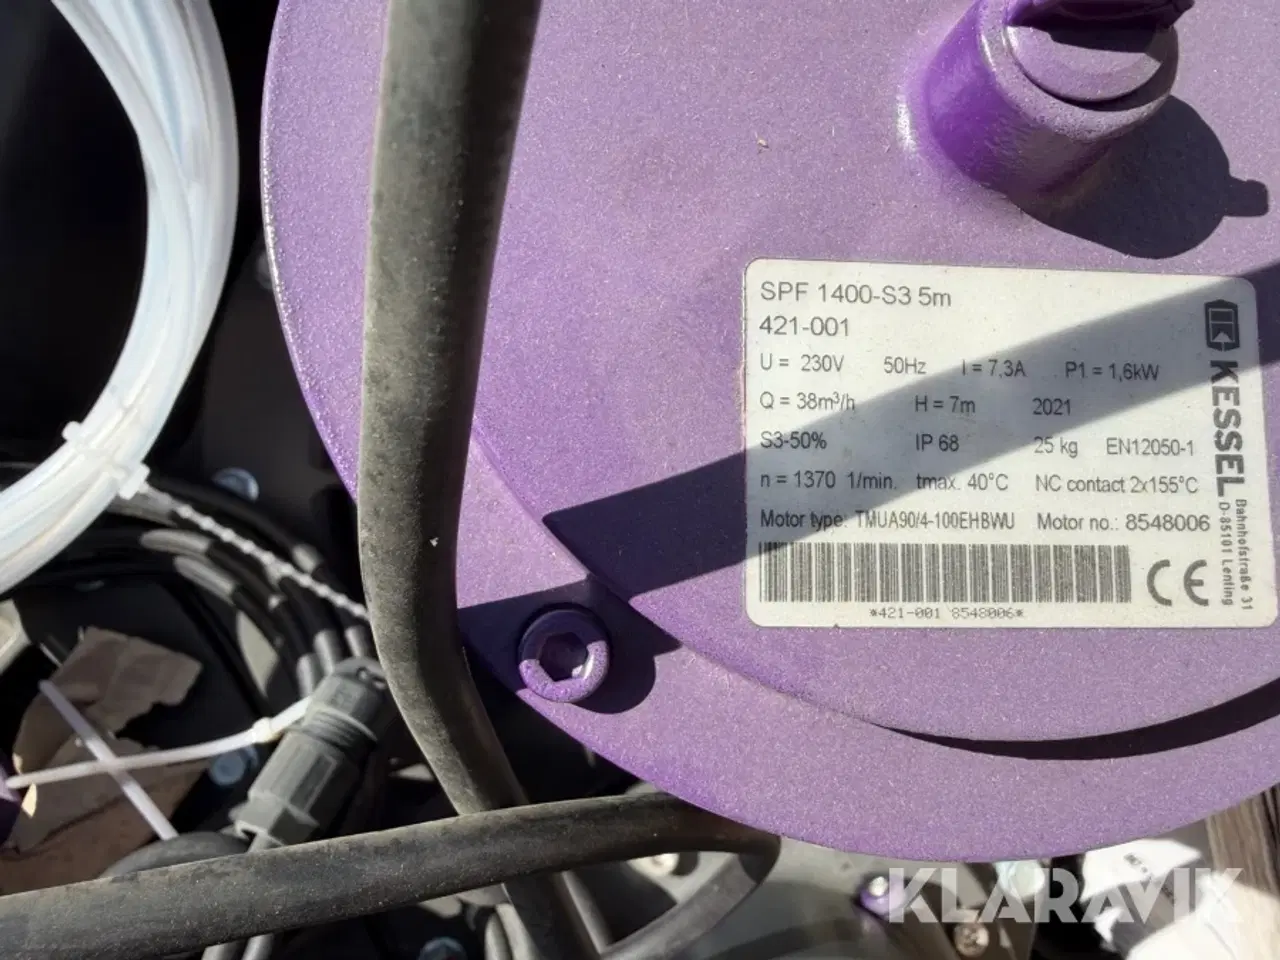 SPF 1400-S3 5m
421-001
U = 230V 50Hz I = 7,3A P1 = 1,6kW
Q = 38m³/h H = 7m 2021
S3-50% IP 68 25 kg EN12050-1
n = 1370 1/min. tmax. 40°C NC contact 2x155°C
Motor type: TMUA90/4-100EHBWU Motor no.: 8548006
*421-001 8548006*
CE
KESSEL
Bahnhofstraße 31
D-85101 Lenting
KLARAVIK